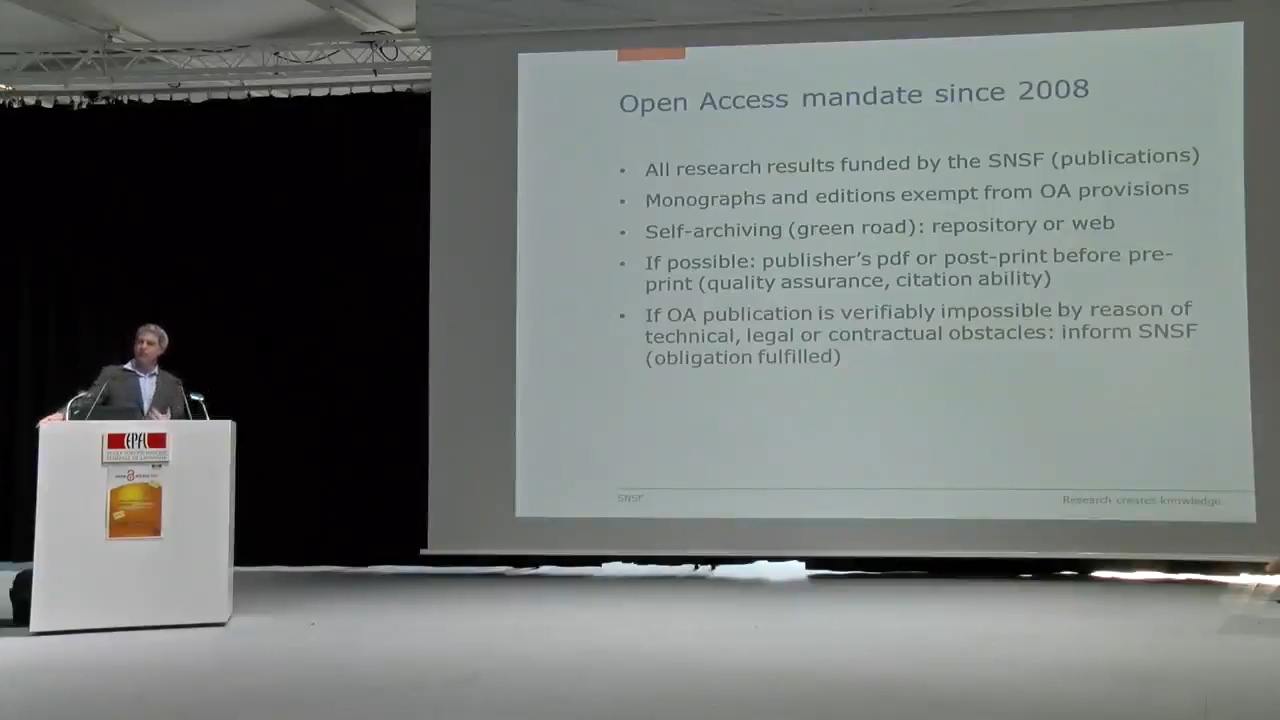 Open Access mandate since 2008
• All research results funded by the SNSF (publications)
• Monographs and editions exempt from OA provisions
• Self-archiving (green road): repository or web
• If possible: publisher's pdf or post-print before pre-
print (quality assurance, citation ability)
• If OA publication is verifiably impossible by reason of
technical, legal or contractual obstacles: inform SNSF
(obligation fulfilled)
SNSF
Research creates knowledge.
EPFL